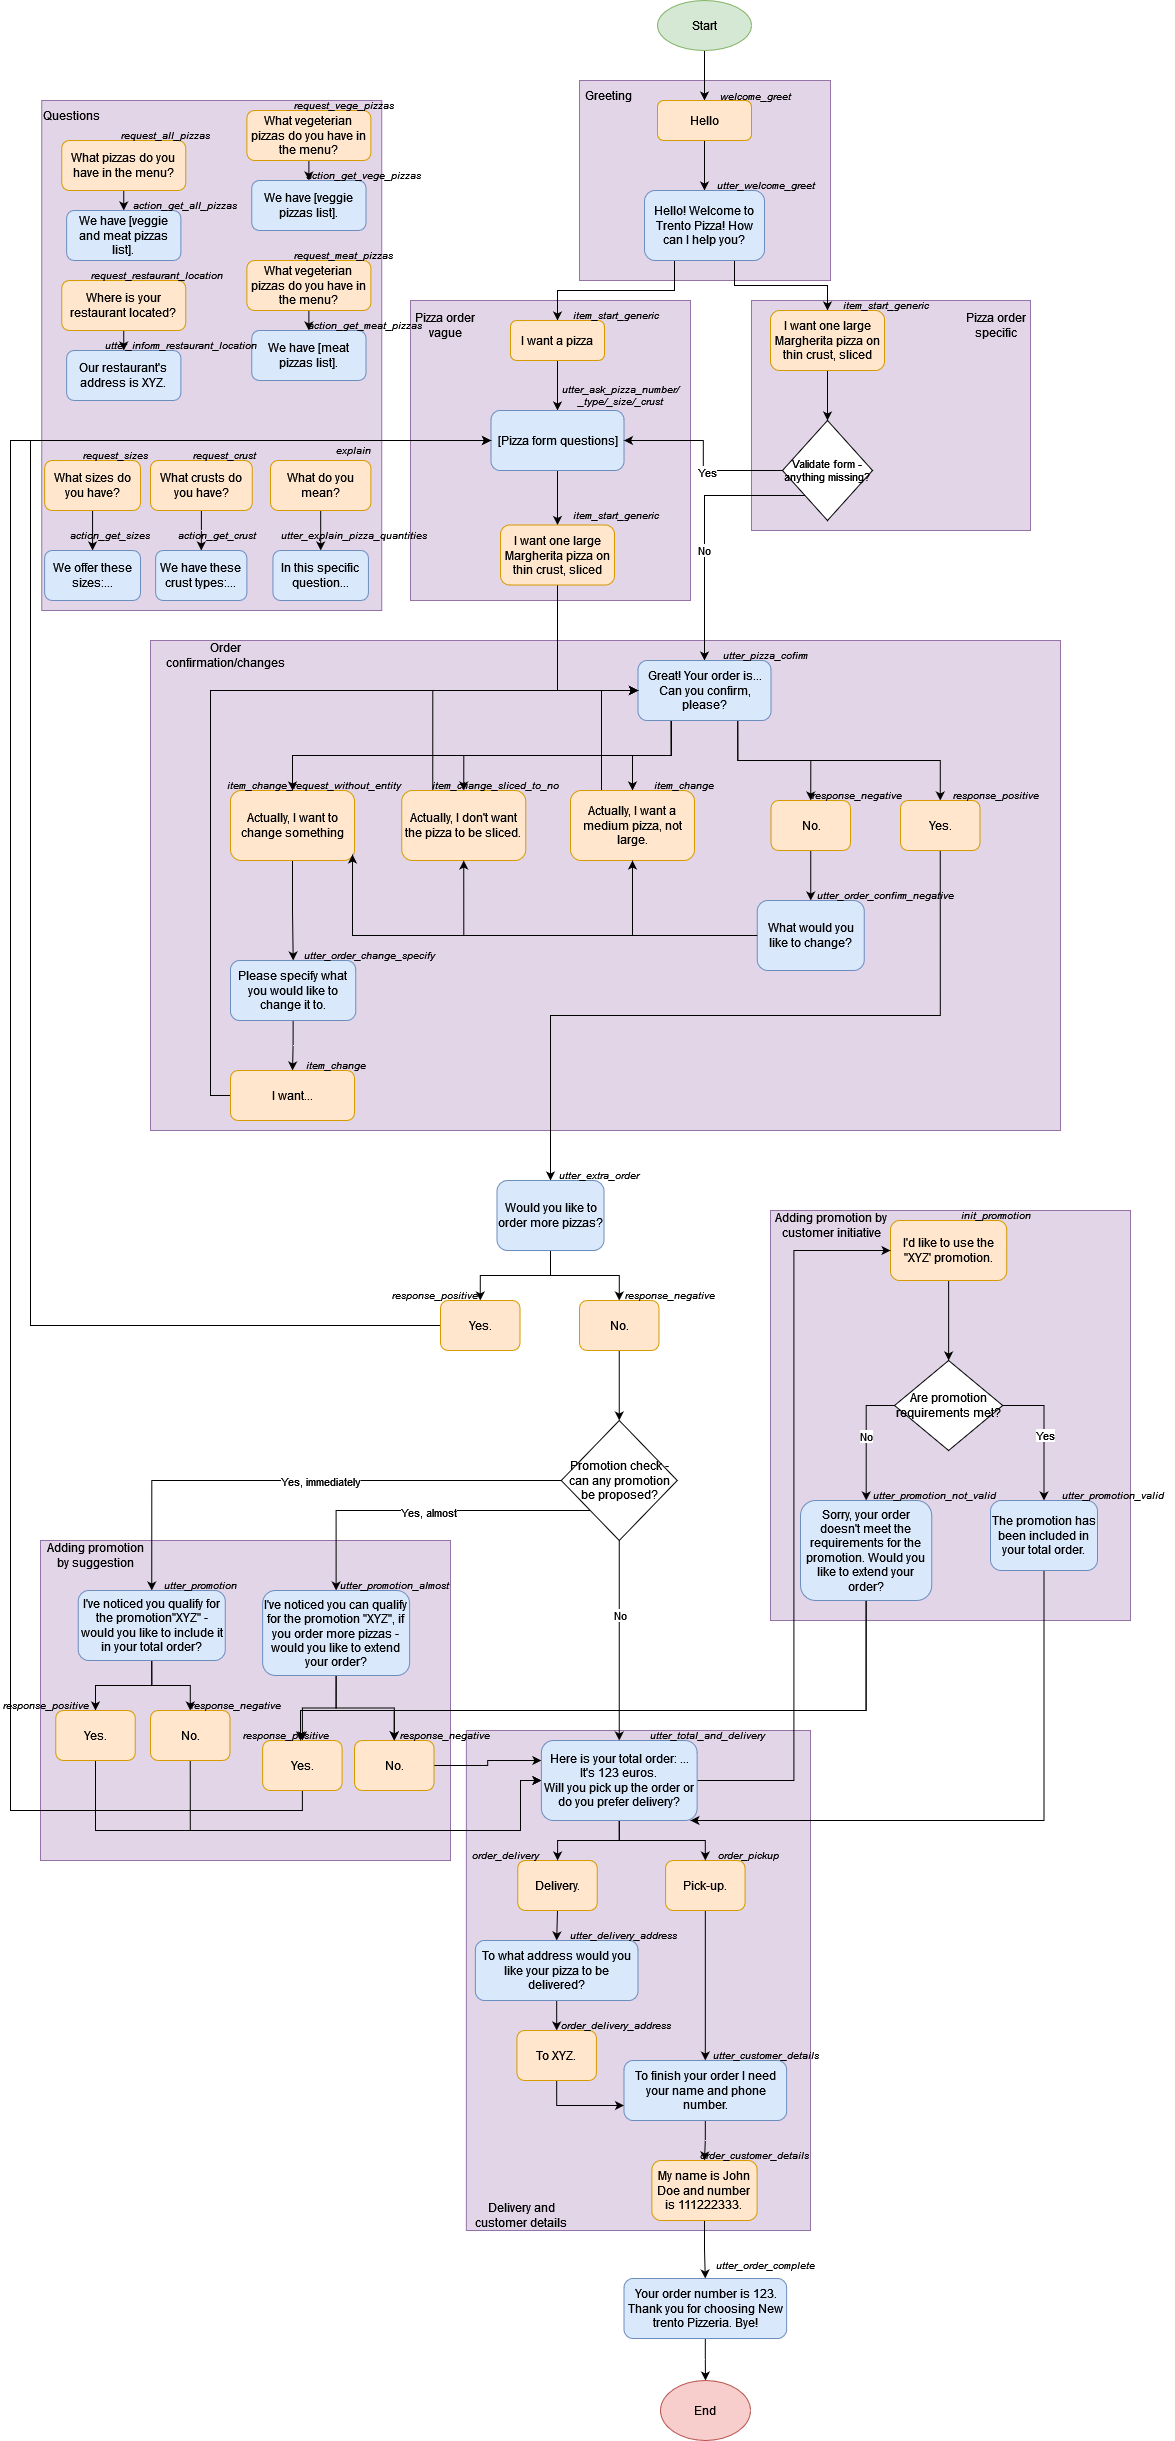 Start
Greeting
welcome_greet
Hello
utter_welcome_greet
Hello! Welcome to
Trento Pizza! How
can I help you?
Questions
request_vege_pizzas
What vegeterian
pizzas do you have in
the menu?
request_all_pizzas
What pizzas do you
have in the menu?
action_get_vege_pizzas
We have [veggie
pizzas list].
action_get_all_pizzas
We have [veggie
and meat pizzas
list].
request_meat_pizzas
What vegeterian
pizzas do you have in
the menu?
request_restaurant_location
Where is your
restaurant located?
action_get_meat_pizzas
We have [meat
pizzas list].
utter_inform_restaurant_location
Our restaurant's
address is XYZ.
request_sizes
What sizes do
you have?
request_crust
What crusts do
you have?
explain
What do you
mean?
action_get_sizes
We offer these
sizes:...
action_get_crust
We have these
crust types:...
utter_explain_pizza_quantities
In this specific
question...
Pizza order
vague
item_start_generic
I want a pizza
utter_ask_pizza_number/
_type/_size/_crust
[Pizza form questions]
item_start_generic
I want one large
Margherita pizza on
thin crust, sliced
Pizza order
specific
item_start_generic
I want one large
Margherita pizza on
thin crust, sliced
Validate form -
anything missing?
Yes
No
Order
confirmation/changes
utter_pizza_cofirm
Great! Your order is...
Can you confirm,
please?
item_change_request_without_entity
Actually, I want to
change something
item_change_sliced_to_no
Actually, I don't want
the pizza to be sliced.
item_change
Actually, I want a
medium pizza, not
large.
response_negative
No.
response_positive
Yes.
utter_order_confirm_negative
What would you
like to change?
utter_order_change_specify
Please specify what
you would like to
change it to.
item_change
I want...
utter_extra_order
Would you like to
order more pizzas?
response_positive
Yes.
response_negative
No.
Promotion check -
can any promotion
be proposed?
Yes, immediately
Yes, almost
No
Adding promotion by
customer initiative
init_promotion
I'd like to use the
"XYZ' promotion.
Are promotion
requirements met?
No
Yes
utter_promotion_not_valid
Sorry, your order
doesn't meet the
requirements for the
promotion. Would you
like to extend your
order?
utter_promotion_valid
The promotion has
been included in
your total order.
Adding promotion
by suggestion
utter_promotion
I've noticed you qualify for
the promotion"XYZ" -
would you like to include it
in your total order?
utter_promotion_almost
I've noticed you can qualify
for the promotion "XYZ", if
you order more pizzas -
would you like to extend
your order?
response_positive
Yes.
response_negative
No.
response_positive
Yes.
response_negative
No.
utter_total_and_delivery
Here is your total order: ...
It's 123 euros.
Will you pick up the order or
do you prefer delivery?
order_delivery
Delivery.
order_pickup
Pick-up.
utter_delivery_address
To what address would you
like your pizza to be
delivered?
order_delivery_address
To XYZ.
utter_customer_details
To finish your order I need
your name and phone
number.
order_customer_details
My name is John
Doe and number
is 111222333.
Delivery and
customer details
utter_order_complete
Your order number is 123.
Thank you for choosing New
trento Pizzeria. Bye!
End